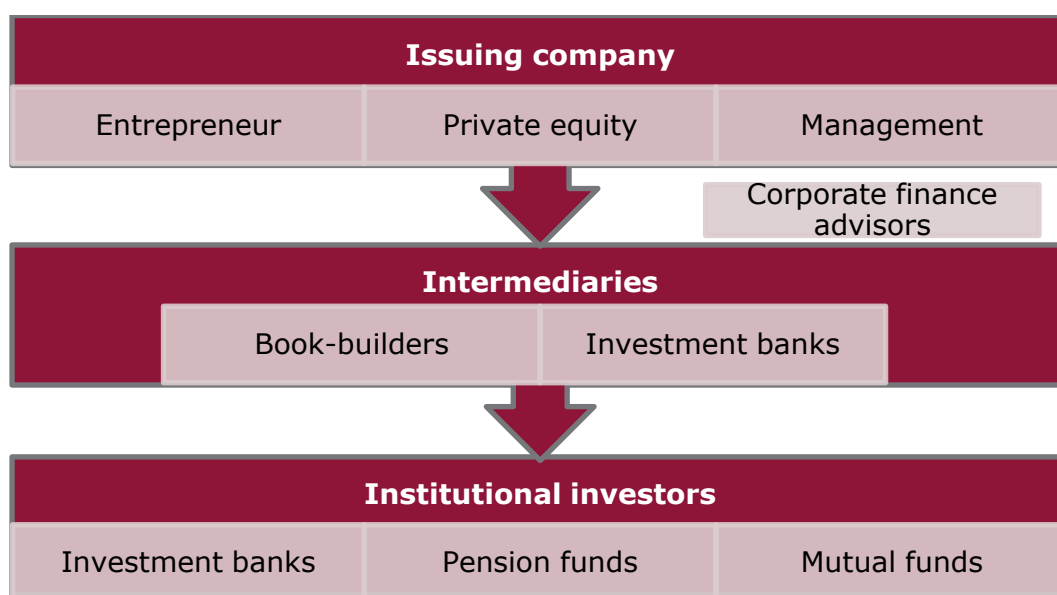 Issuing company
Entrepreneur
Private equity
Management
Corporate finance
advisors
Intermediaries
Book-builders
Investment banks
Institutional investors
Investment banks
Pension funds
Mutual funds